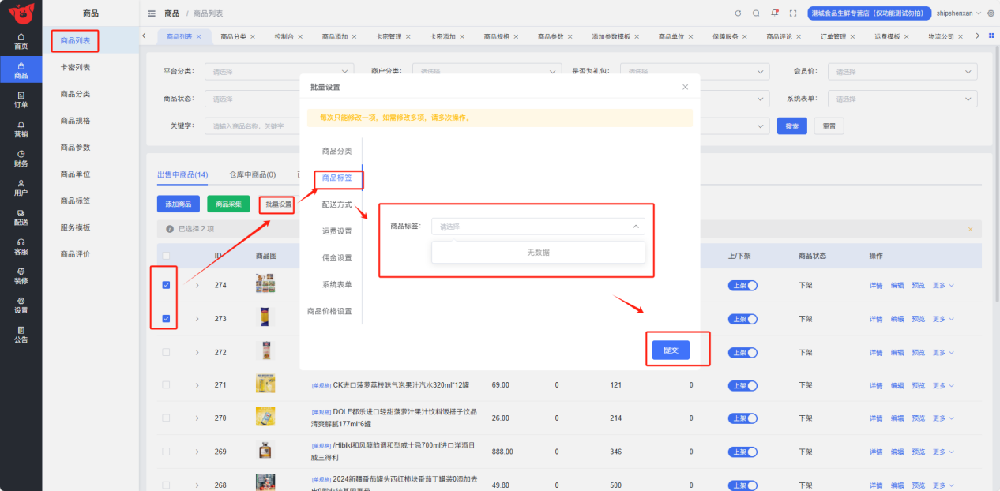 商品
商品 / 商品列表
港城食品生鲜专营店（仅功能测试勿拍）
shipshenxan
首页
商品
订单
营销
财务
用户
配送
客服
装修
设置
公告
商品列表
卡密列表
商品分类
商品规格
商品参数
商品单位
商品标签
服务模板
商品评价
商品列表 × 商品分类 × 控制台 × 商品添加 × 卡密管理 × 卡密添加 × 商品规格 × 商品参数 × 添加参数模板 × 商品单位 × 保障服务 × 商品评论 × 订单管理 × 运费模板 × 物流公司 ×
平台分类： 请选择 商户分类： 请选择 是否为礼包： 请选择 会员价： 请选择
商品状态： 请选择 系统表单： 请选择
关键字： 请输入商品名称、关键字 搜索 重置
出售中商品(14) 仓库中商品(0)
添加商品 商品采集 批量设置
已选择 2 项
批量设置
每次只能修改一项，如需修改多项，请多次操作。
商品分类
商品标签
配送方式
运费设置
佣金设置
系统表单
商品价格设置
商品标签： 请选择
无数据
提交
ID 商品图 上/下架 商品状态 操作
274 上架 下架 详情 编辑 预览 更多
273 上架 下架 详情 编辑 预览 更多
272 上架 下架 详情 编辑 预览 更多
271 [单规格] CK进口菠萝荔枝味气泡果汁汽水320ml*12罐 69.00 0 121 0 上架 下架 详情 编辑 预览 更多
270 [单规格] DOLE都乐进口轻甜菠萝汁果汁饮料饭搭子饮品
清爽解腻177ml*6罐 26.00 0 214 0 上架 下架 详情 编辑 预览 更多
269 [单规格] /Hibiki和风醇韵调和型威士忌700ml进口洋酒日
威三得利 888.00 0 346 0 上架 下架 详情 编辑 预览 更多
268 [单规格] 2024新疆番茄罐头西红柿块番茄丁罐装0添加去
49.80 0 500 0 上架 下架 详情 编辑 预览 更多